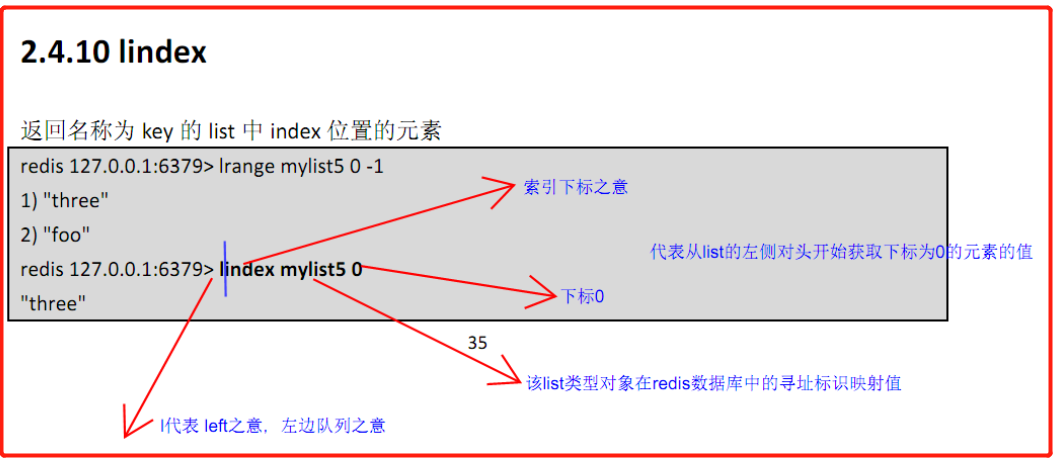 2.4.10 lindex
返回名称为 key 的 list 中 index 位置的元素
redis 127.0.0.1:6379> lrange mylist5 0 -1
索引下标之意
1) "three"
2) "foo"
代表从list的左侧对头开始获取下标为0的元素的值
redis 127.0.0.1:6379> lindex mylist5 0
下标0
"three"
35
该list类型对象在redis数据库中的寻址标识映射值
l代表 left之意，左边队列之意